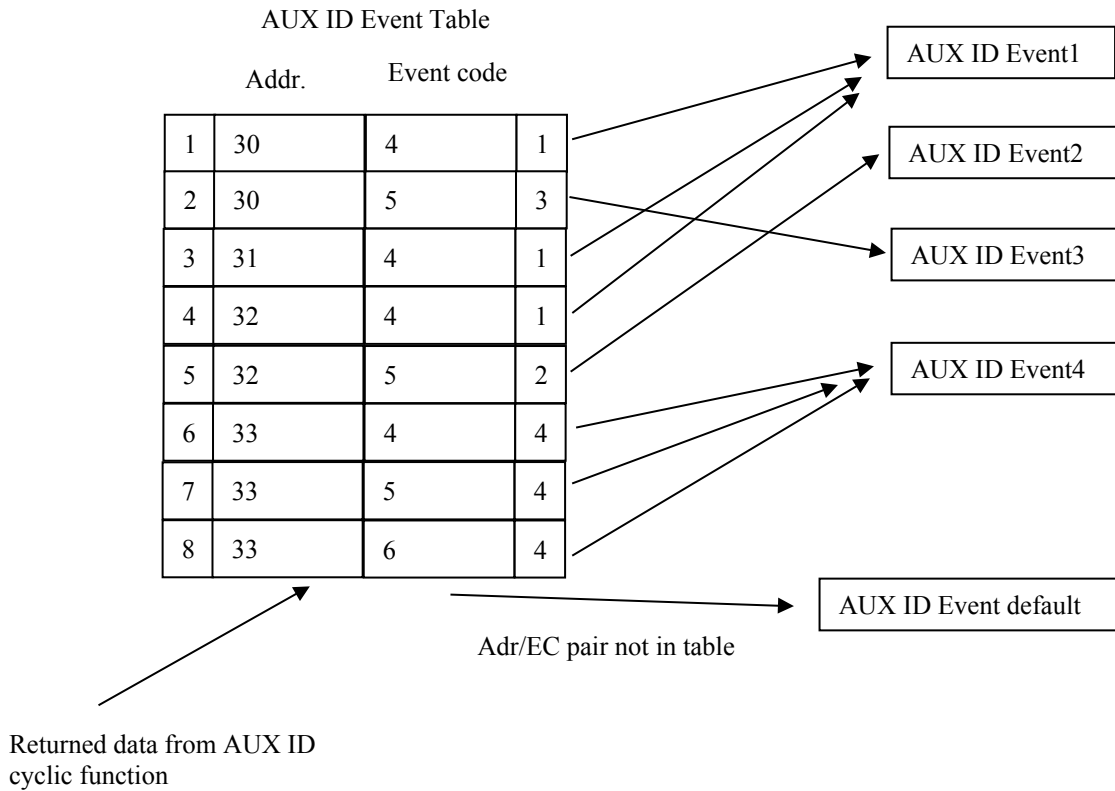 AUX ID Event Table
Addr. Event code
1 30 4 1
2 30 5 3
3 31 4 1
4 32 4 1
5 32 5 2
6 33 4 4
7 33 5 4
8 33 6 4
AUX ID Event1
AUX ID Event2
AUX ID Event3
AUX ID Event4
AUX ID Event default
Adr/EC pair not in table
Returned data from AUX ID
cyclic function